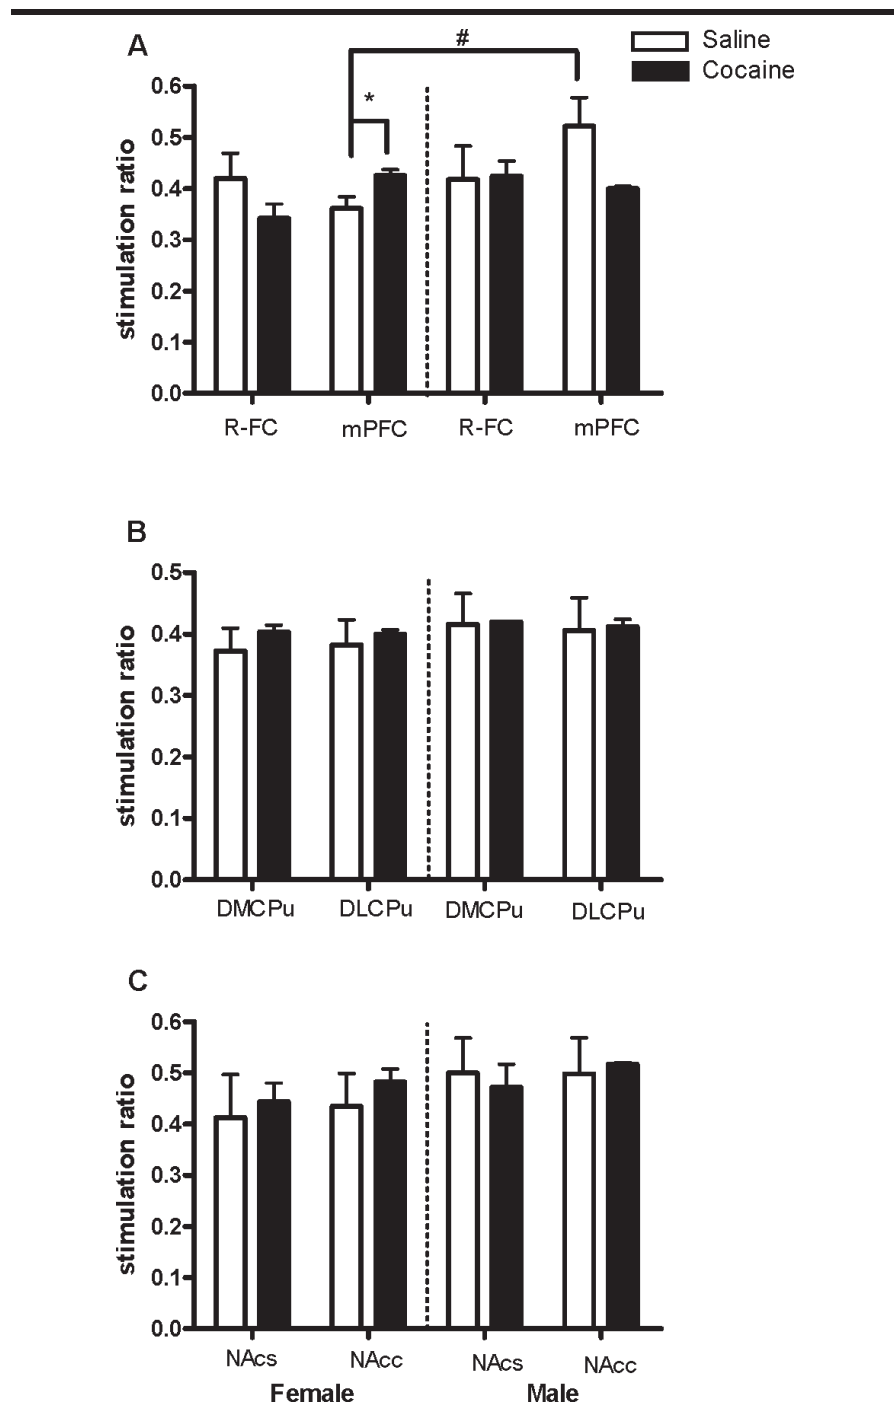 A
#
Saline
Cocaine
*
stimulation ratio
0.6
0.5
0.4
0.3
0.2
0.1
0.0
R-FC mPFC R-FC mPFC
B
stimulation ratio
0.5
0.4
0.3
0.2
0.1
0.0
DMCPu DLCPu DMCPu DLCPu
C
stimulation ratio
0.6
0.5
0.4
0.3
0.2
0.1
0.0
NAcs NAcc NAcs NAcc
Female Male